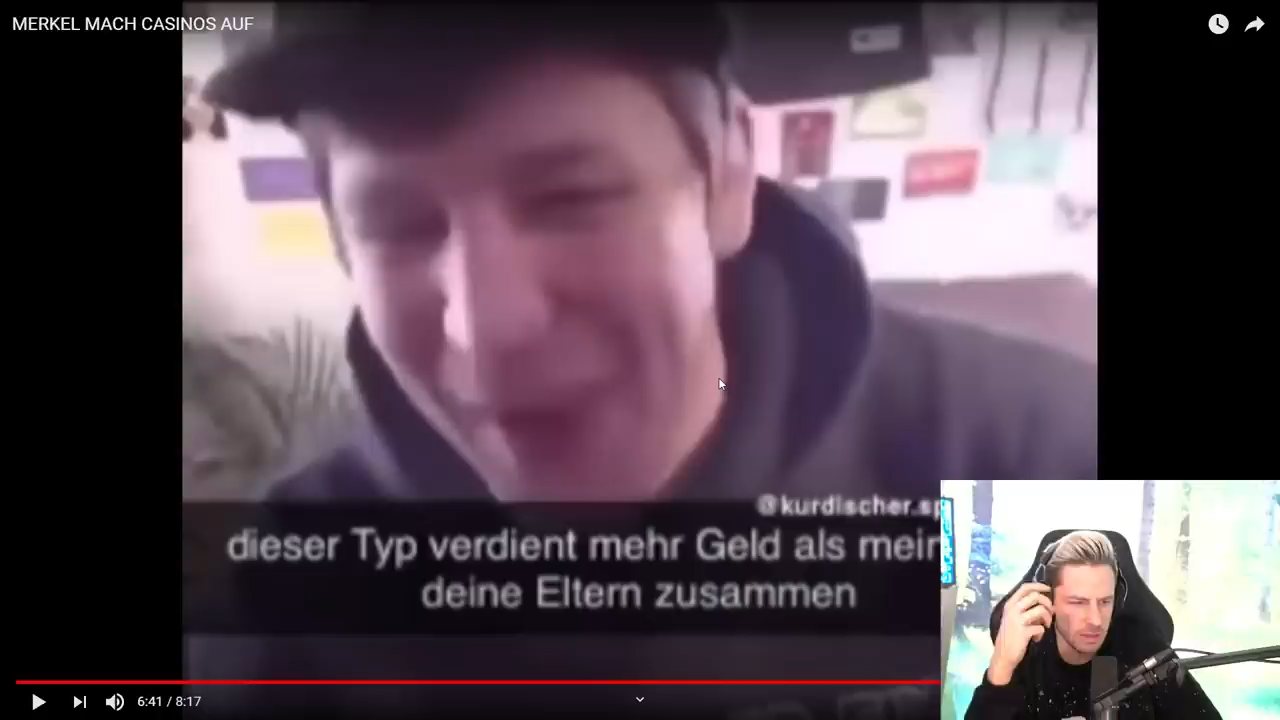 MERKEL MACH CASINOS AUF
@kurdischer.sp
dieser Typ verdient mehr Geld als mein
deine Eltern zusammen
6:41 / 8:17